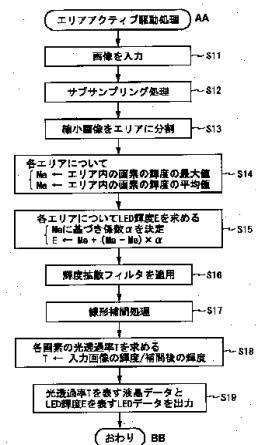 エリアアクティブ駆動処理 AA
画像を入力 S11
サブサンプリング処理 S12
縮小画像をエリアに分割 S13
各エリアについて
Ma ← エリア内の画素の輝度の最大値
Me ← エリア内の画素の輝度の平均値
S14
各エリアについてLED輝度Eを求める
Meに基づき係数αを決定
E ← Me + (Ma − Me) × α
S15
輝度拡散フィルタを適用 S16
線形補間処理 S17
各画素の光透過率Tを求める
T ← 入力画像の輝度/補間後の輝度
S18
光透過率Tを表す液晶データと
LED輝度Eを表すLEDデータを出力
S19
おわり BB